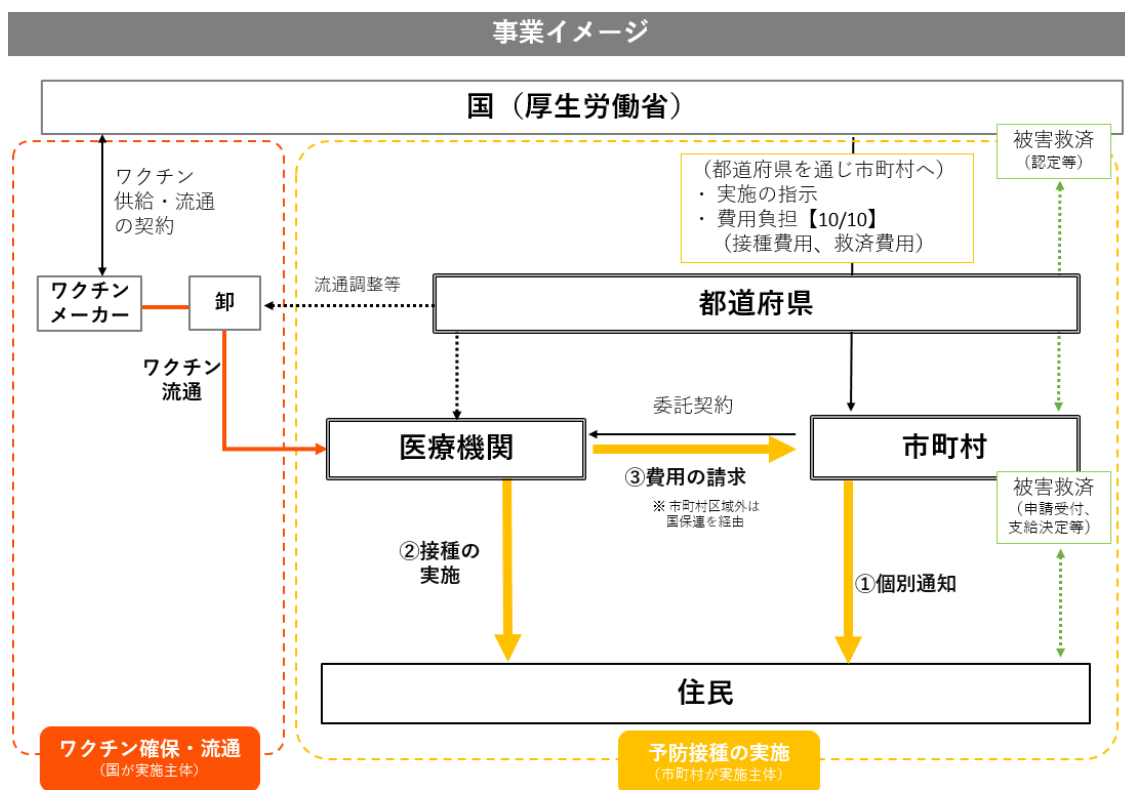 事業イメージ
国（厚生労働省）
被害救済
（認定等）
ワクチン
供給・流通
の契約
（都道府県を通じ市町村へ）
・ 実施の指示
・ 費用負担【10/10】
（接種費用、救済費用）
ワクチン
メーカー
卸
流通調整等
都道府県
ワクチン
流通
委託契約
医療機関
市町村
③費用の請求
※ 市町村区域外は
国保連を経由
被害救済
（申請受付、
支給決定等）
②接種の
実施
①個別通知
住民
ワクチン確保・流通
（国が実施主体）
予防接種の実施
（市町村が実施主体）